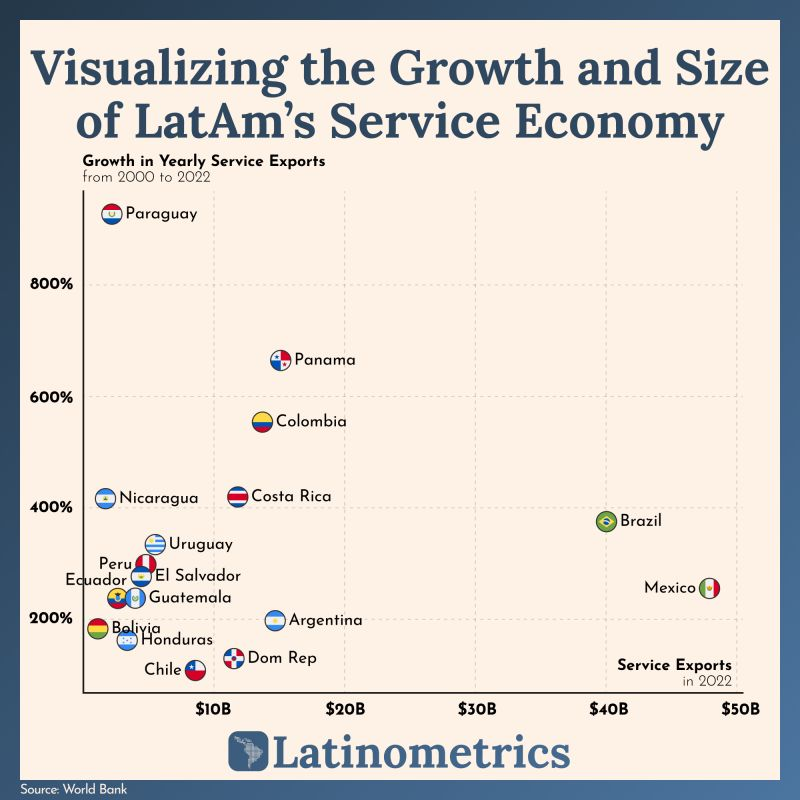 Visualizing the Growth and Size
of LatAm's Service Economy
Growth in Yearly Service Exports
from 2000 to 2022
Paraguay
800%
Panama
600%
Colombia
Nicaragua
Costa Rica
400%
Brazil
Uruguay
Peru
Ecuador
El Salvador
Mexico
Guatemala
200%
Argentina
Bolivia
Honduras
Dom Rep
Chile
Service Exports
in 2022
$10B
$20B
$30B
$40B
$50B
Latinometrics
Source: World Bank